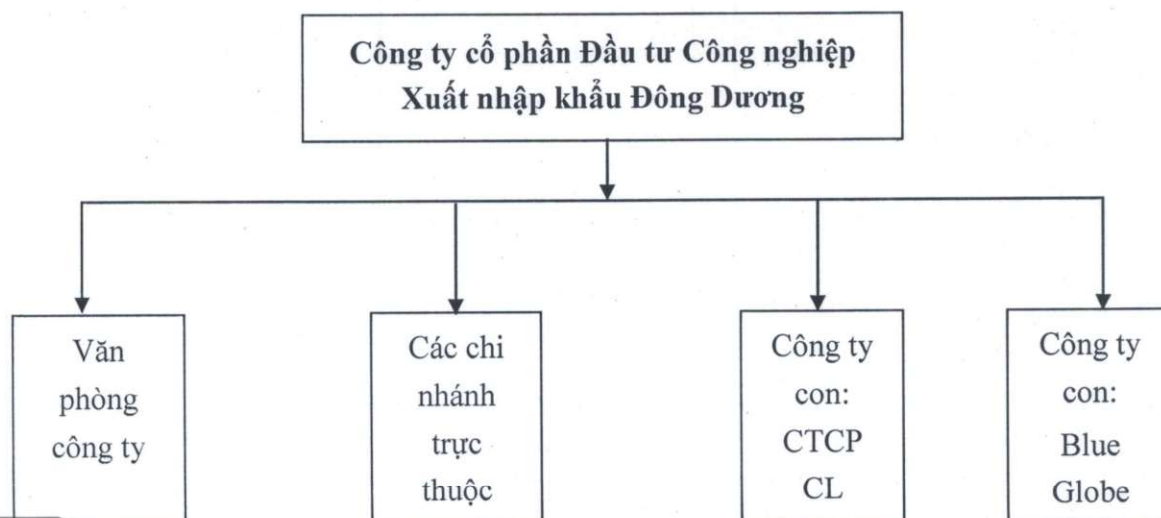 Công ty cổ phần Đầu tư Công nghiệp
Xuất nhập khẩu Đông Dương
Văn
phòng
công ty
Các chi
nhánh
trực
thuộc
Công ty
con:
CTCP
CL
Công ty
con:
Blue
Globe